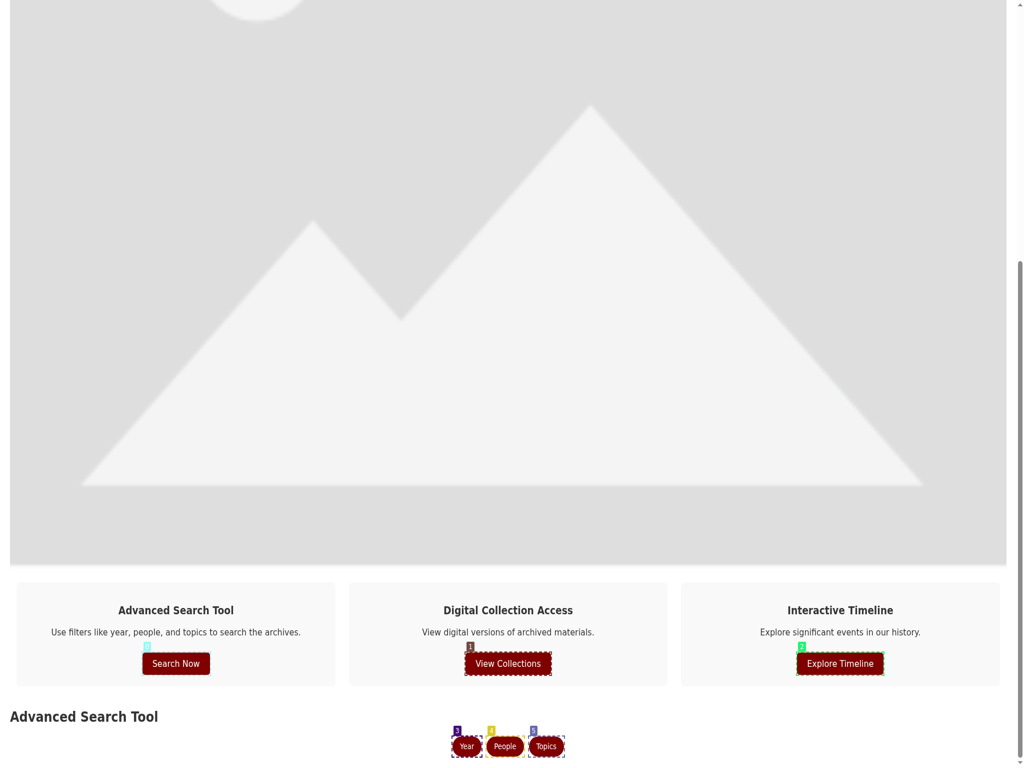 Advanced Search Tool
Use filters like year, people, and topics to search the archives.
0
Search Now
Digital Collection Access
View digital versions of archived materials.
1
View Collections
Interactive Timeline
Explore significant events in our history.
2
Explore Timeline
Advanced Search Tool
3
Year
4
People
5
Topics